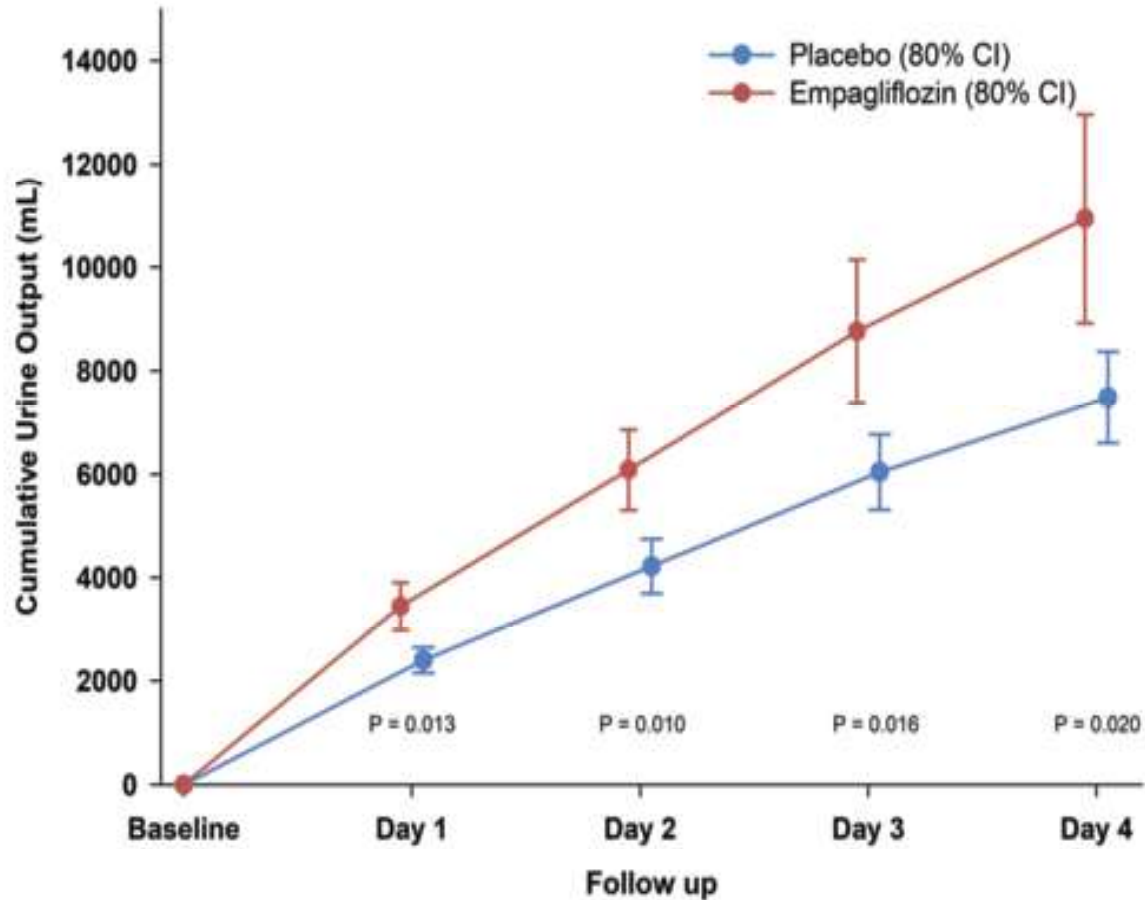 Placebo (80% CI)
Empagliflozin (80% CI)
Cumulative Urine Output (mL)
14000
12000
10000
8000
6000
4000
2000
0
P = 0.013 P = 0.010 P = 0.016 P = 0.020
Baseline Day 1 Day 2 Day 3 Day 4
Follow up